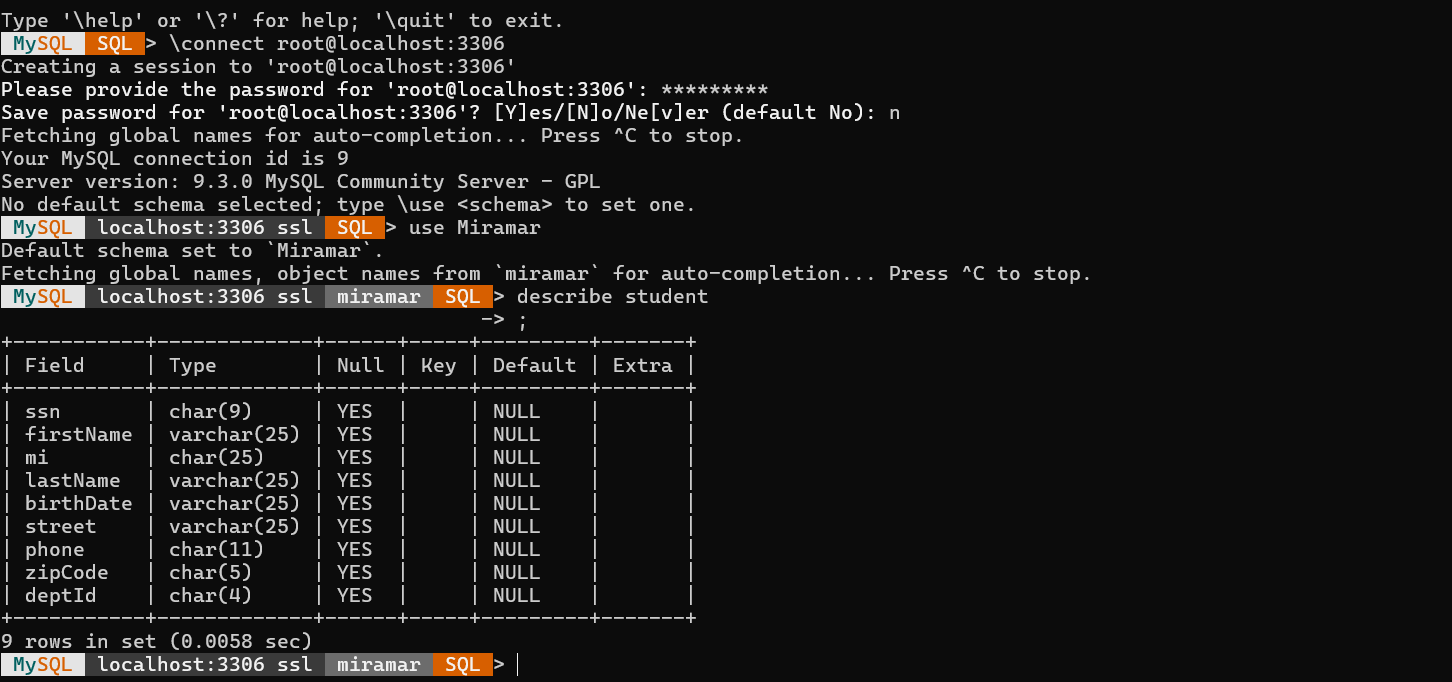 Type '\help' or '\?' for help; '\quit' to exit.
MySQL SQL > \connect root@localhost:3306
Creating a session to 'root@localhost:3306'
Please provide the password for 'root@localhost:3306': *********
Save password for 'root@localhost:3306'? [Y]es/[N]o/Ne[v]er (default No): n
Fetching global names for auto-completion... Press ^C to stop.
Your MySQL connection id is 9
Server version: 9.3.0 MySQL Community Server - GPL
No default schema selected; type \use <schema> to set one.
MySQL localhost:3306 ssl SQL > use Miramar
Default schema set to `Miramar`.
Fetching global names, object names from `miramar` for auto-completion... Press ^C to stop.
MySQL localhost:3306 ssl miramar SQL > describe student
                                        -> ;
+-----------+-------------+------+-----+---------+-------+
| Field     | Type        | Null | Key | Default | Extra |
+-----------+-------------+------+-----+---------+-------+
| ssn       | char(9)     | YES  |     | NULL    |       |
| firstName | varchar(25) | YES  |     | NULL    |       |
| mi        | char(25)    | YES  |     | NULL    |       |
| lastName  | varchar(25) | YES  |     | NULL    |       |
| birthDate | varchar(25) | YES  |     | NULL    |       |
| street    | varchar(25) | YES  |     | NULL    |       |
| phone     | char(11)    | YES  |     | NULL    |       |
| zipCode   | char(5)     | YES  |     | NULL    |       |
| deptId    | char(4)     | YES  |     | NULL    |       |
+-----------+-------------+------+-----+---------+-------+
9 rows in set (0.0058 sec)
MySQL localhost:3306 ssl miramar SQL >